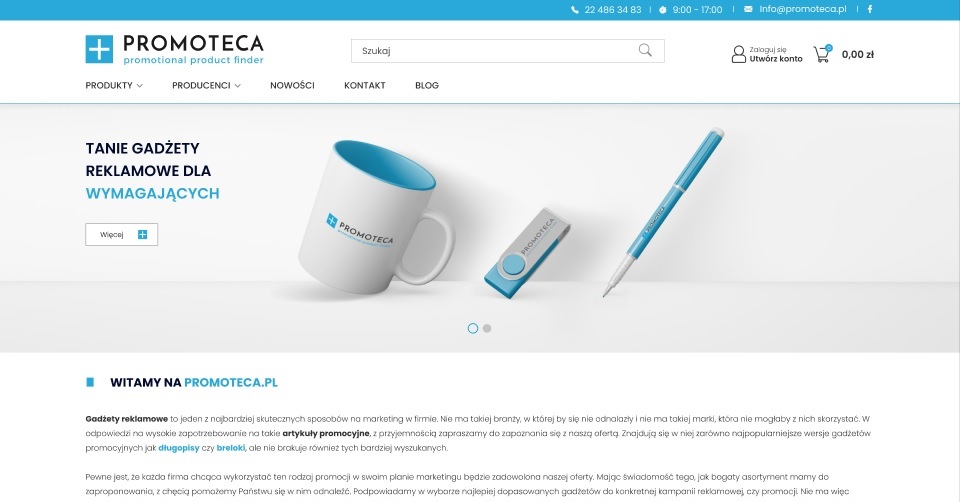 22 486 34 83 | 9:00 - 17:00 | Info@promoteca.pl |
PROMOTECA
promotional product finder
Szukaj
Zaloguj się
Utwórz konto
0
0,00 zł
PRODUKTY PRODUCENCI NOWOŚCI KONTAKT BLOG
TANIE GADŻETY
REKLAMOWE DLA
WYMAGAJĄCYCH
Więcej
PROMOTECA
PROMOTECA
PROMOTECA
WITAMY NA PROMOTECA.PL
Gadżety reklamowe to jeden z najbardziej skutecznych sposobów na marketing w firmie. Nie ma takiej branży, w której by się nie odnalazły i nie ma takiej marki, która nie mogłaby z nich skorzystać. W
odpowiedzi na wysokie zapotrzebowanie na takie artykuły promocyjne, z przyjemnością zapraszamy do zapoznania się z naszą ofertą. Znajdują się w niej zarówno najpopularniejsze wersje gadżetów
promocyjnych jak długopisy czy breloki, ale nie brakuje również tych bardziej wyszukanych.
Pewne jest, że każda firma chcąca wykorzystać ten rodzaj promocji w swoim planie marketingu będzie zadowolona naszej oferty. Mając świadomość tego, jak bogaty asortyment mamy do
zaproponowania, z chęcią pomożemy Państwu się w nim odnaleźć. Podpowiadamy w wyborze najlepiej dopasowanych gadżetów do konkretnej kampanii reklamowej, czy promocji. Nie ma więc